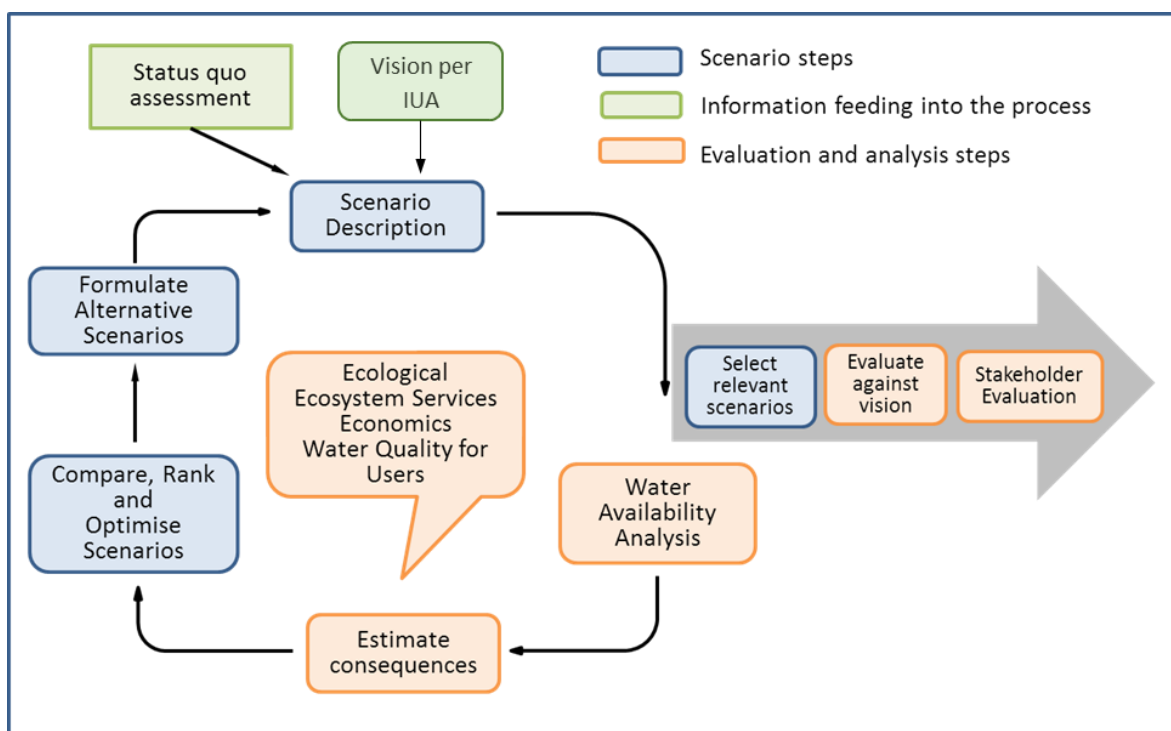 Status quo
assessment
Vision per
IUA
Scenario steps
Information feeding into the process
Evaluation and analysis steps
Scenario
Description
Formulate
Alternative
Scenarios
Select
relevant
scenarios
Evaluate
against
vision
Stakeholder
Evaluation
Ecological
Ecosystem Services
Economics
Water Quality for
Users
Compare, Rank
and
Optimise
Scenarios
Water
Availability
Analysis
Estimate
consequences